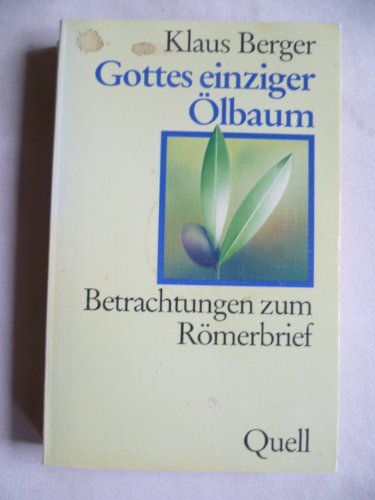 Klaus Berger
Gottes einziger
Ölbaum
Betrachtungen zum
Römerbrief
Quell